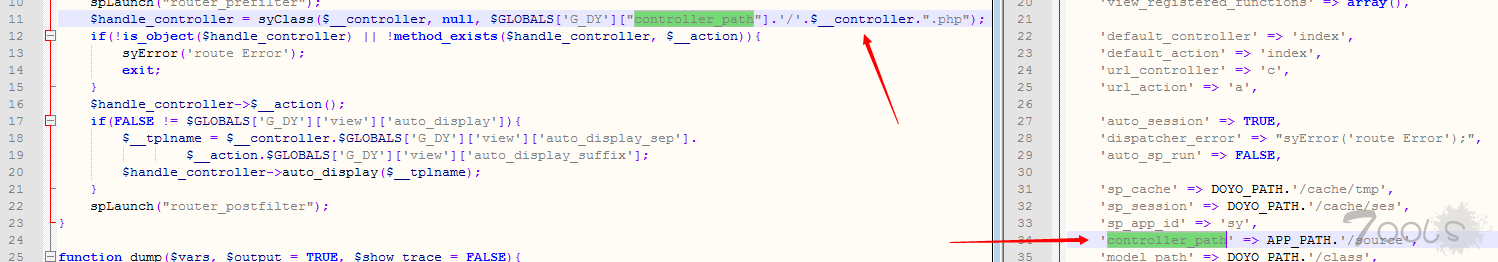 10 spLaunch("router_prefilter");
11 $handle_controller = syClass($__controller, null, $GLOBALS['G_DY']["controller_path"].'/'.$__controller.".php");
12 if(!is_object($handle_controller) || !method_exists($handle_controller, $__action)){
13 syError('route Error');
14 exit;
15 }
16 $handle_controller->$__action();
17 if(FALSE != $GLOBALS['G_DY']['view']['auto_display']){
18 $__tplname = $__controller.$GLOBALS['G_DY']['view']['auto_display_sep'].
19 $__action.$GLOBALS['G_DY']['view']['auto_display_suffix'];
20 $handle_controller->auto_display($__tplname);
21 }
22 spLaunch("router_postfilter");
23 }
24
25 function dump($vars, $output = TRUE, $show_trace = FALSE){
20 'view_registered_functions' => array(),
21
22 'default_controller' => 'index',
23 'default_action' => 'index',
24 'url_controller' => 'c',
25 'url_action' => 'a',
26
27 'auto_session' => TRUE,
28 'dispatcher_error' => "syError('route Error');",
29 'auto_sp_run' => FALSE,
30
31 'sp_cache' => DOYO_PATH.'/cache/tmp',
32 'sp_session' => DOYO_PATH.'/cache/ses',
33 'sp_app_id' => 'sy',
34 'controller_path' => APP_PATH.'/source',
35 'model_path' => DOYO_PATH.'/class',
7ools